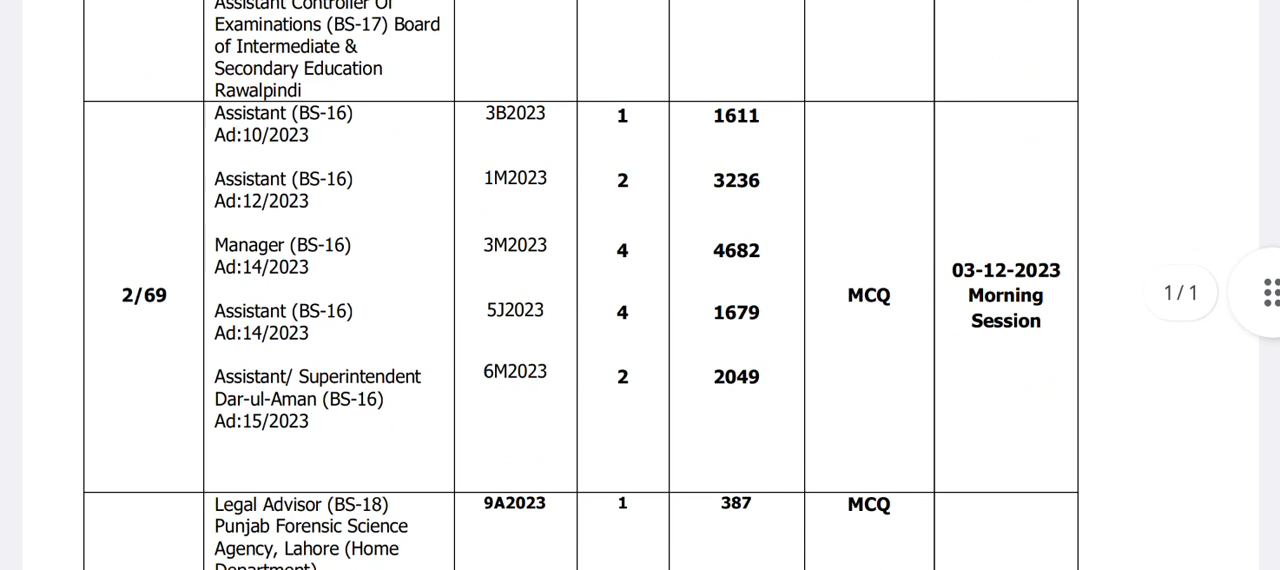 Assistant Controller Of
Examinations (BS-17) Board
of Intermediate &
Secondary Education
Rawalpindi
2/69
Assistant (BS-16)
Ad:10/2023
3B2023
1
1611
Assistant (BS-16)
Ad:12/2023
1M2023
2
3236
Manager (BS-16)
Ad:14/2023
3M2023
4
4682
Assistant (BS-16)
Ad:14/2023
5J2023
4
1679
Assistant/ Superintendent
Dar-ul-Aman (BS-16)
Ad:15/2023
6M2023
2
2049
MCQ
03-12-2023
Morning
Session
1/1
Legal Advisor (BS-18)
Punjab Forensic Science
Agency, Lahore (Home
Department)
9A2023
1
387
MCQ